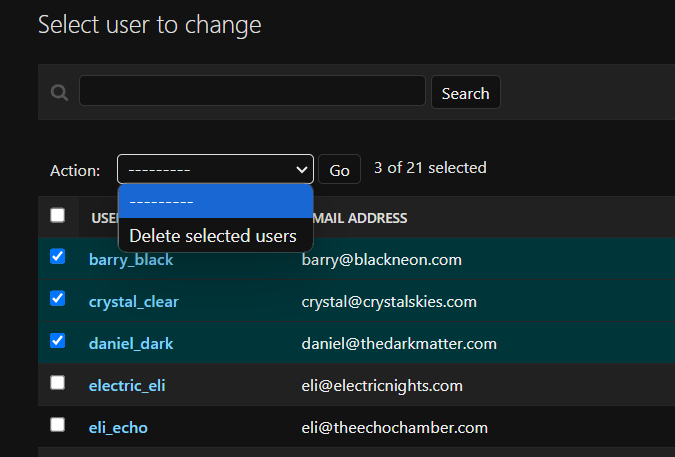 Select user to change
Search
Action: --------- Go 3 of 21 selected
---------
Delete selected users
MAIL ADDRESS
barry_black barry@blackneon.com
crystal_clear crystal@crystalskies.com
daniel_dark daniel@thedarkmatter.com
electric_eli eli@electricnights.com
eli_echo eli@theechochamber.com